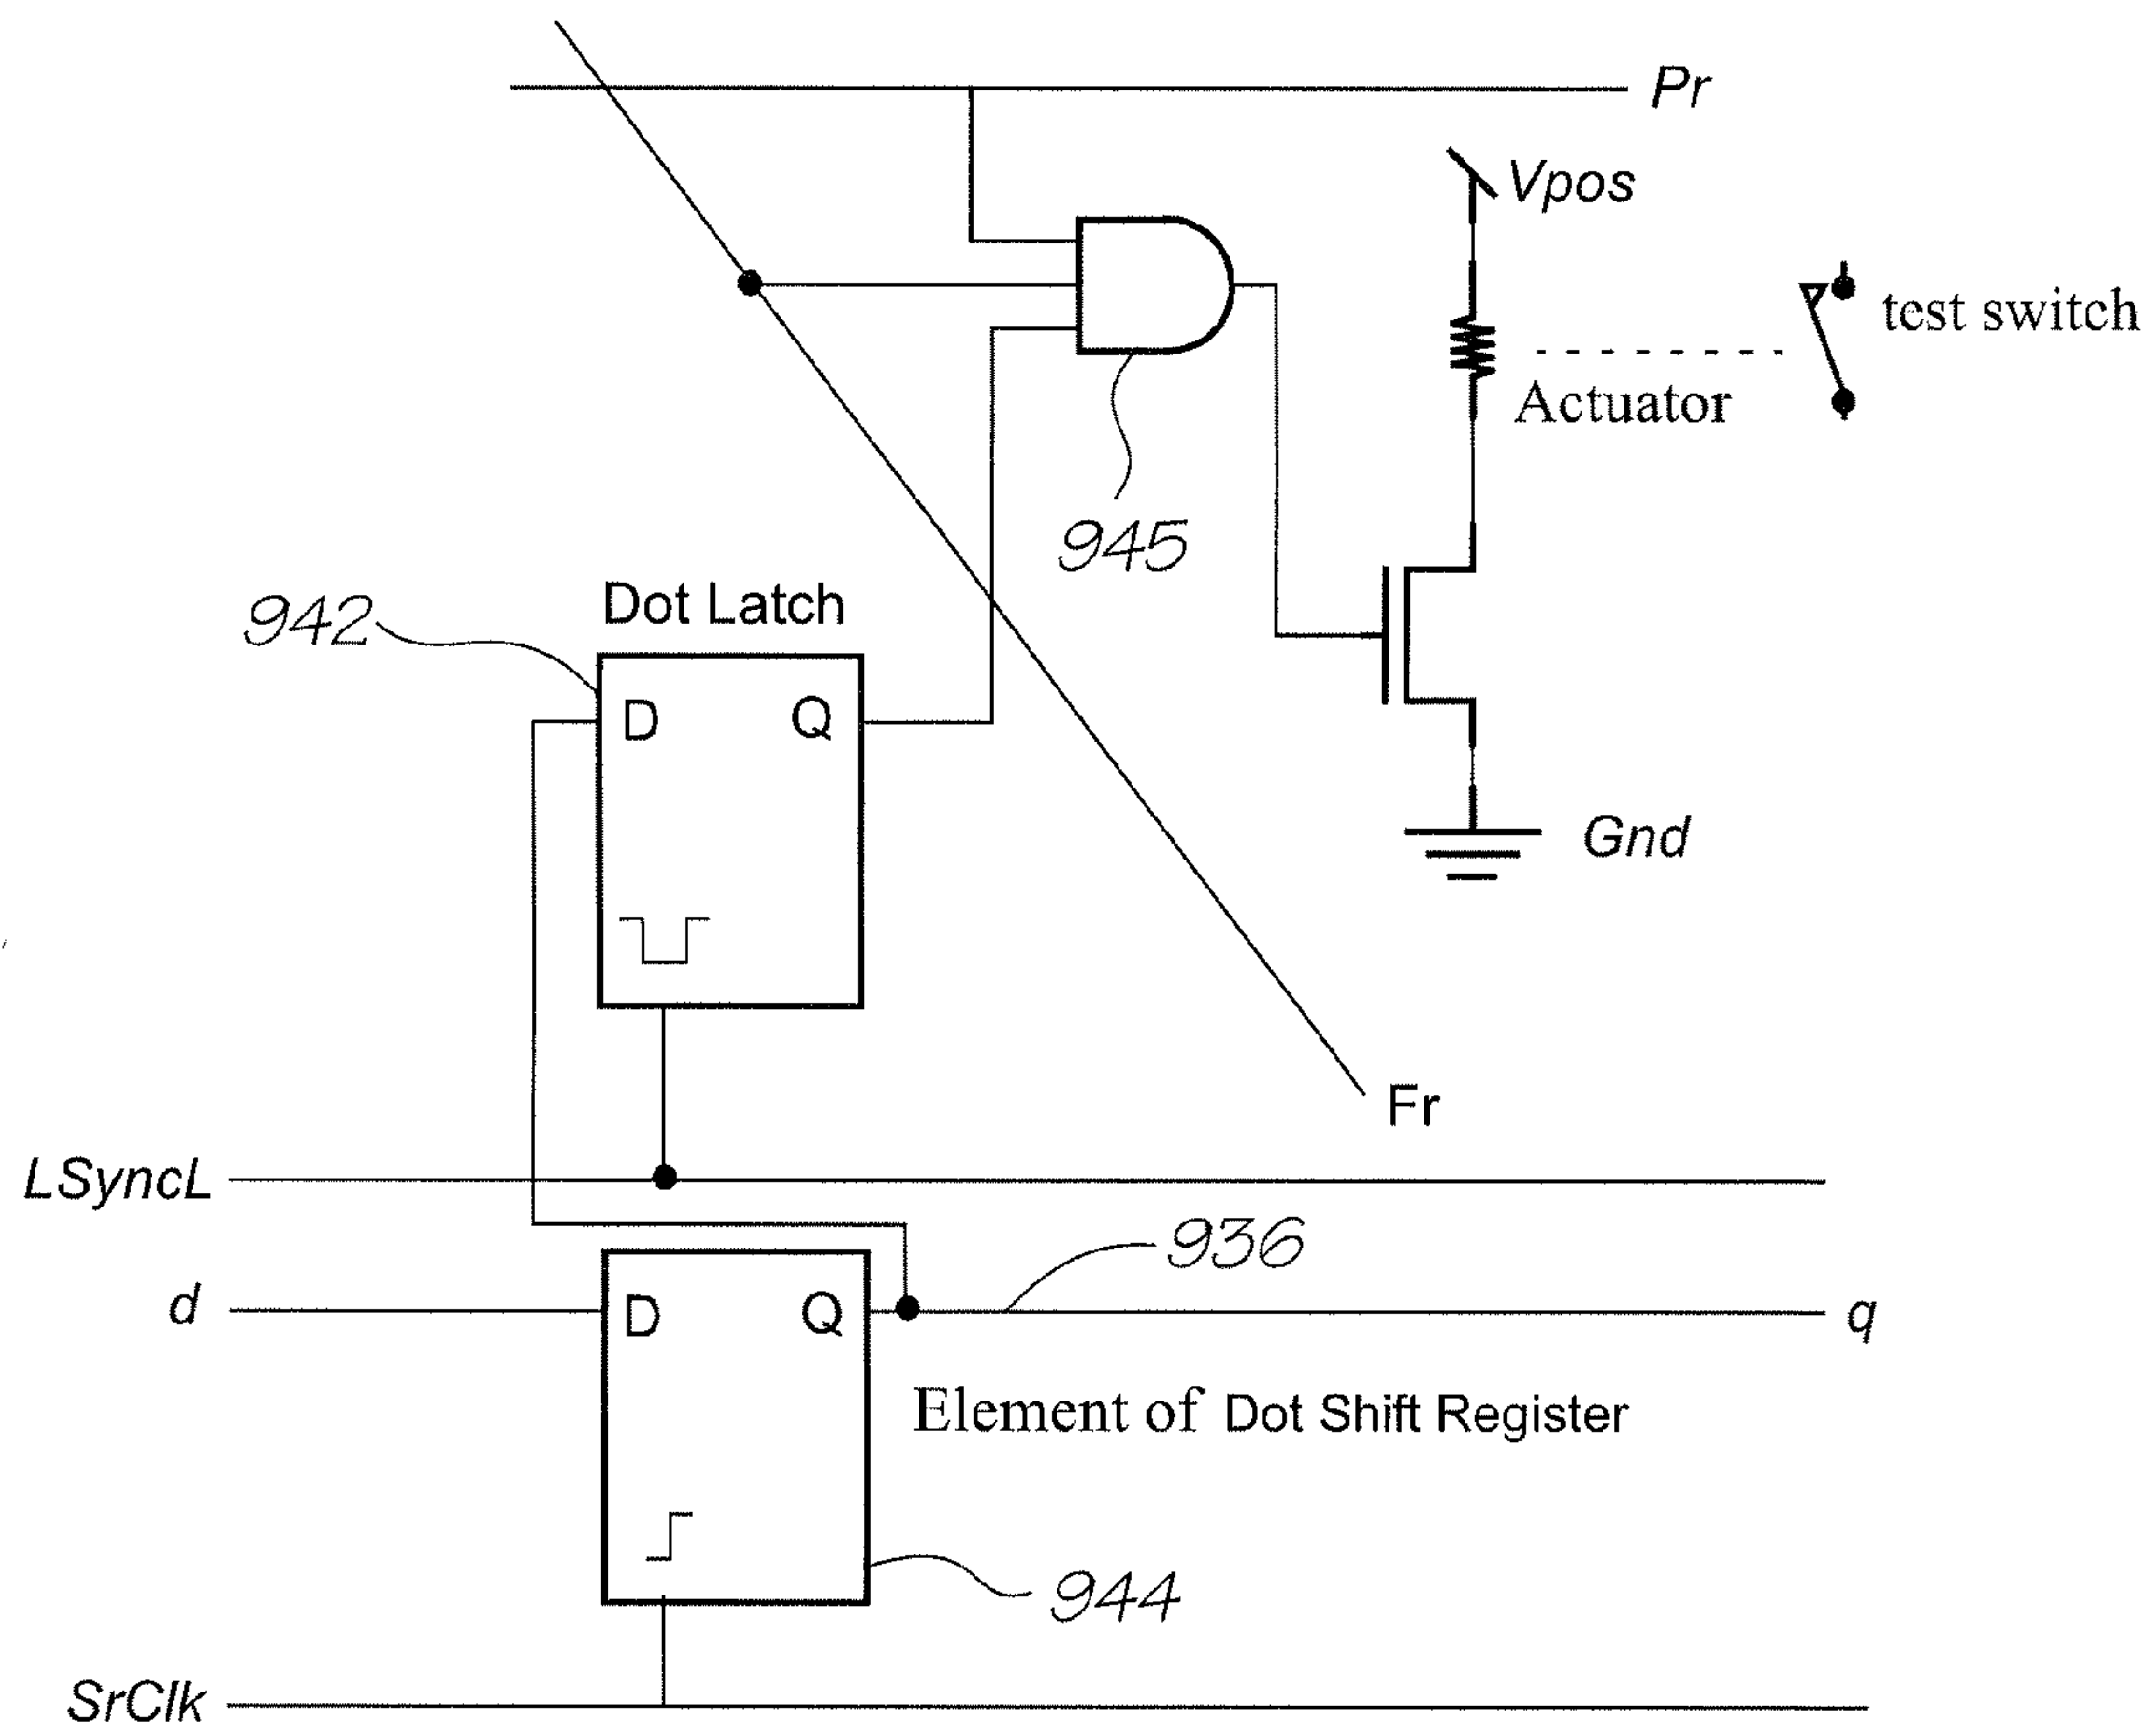 Pr
Vpos
test switch
Actuator
945
942
Dot Latch
D Q
Gnd
Fr
LSyncL
936
d D Q q
Element of Dot Shift Register
944
SrClk